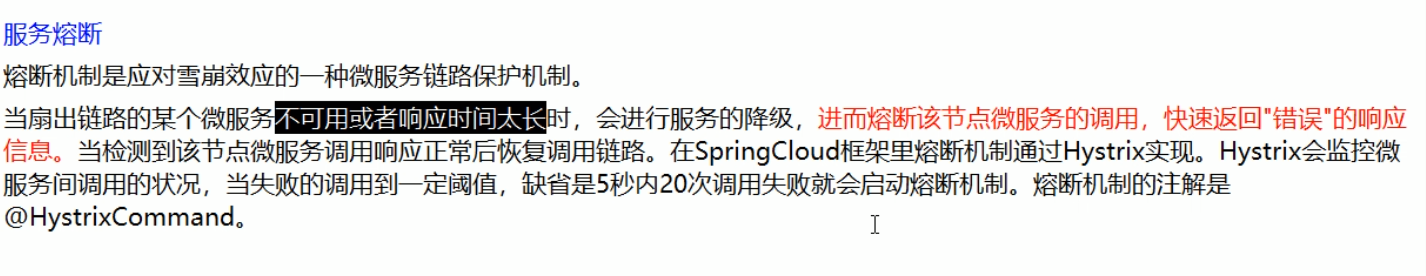 服务熔断
熔断机制是应对雪崩效应的一种微服务链路保护机制。
当扇出链路的某个微服务不可用或者响应时间太长时，会进行服务的降级，进而熔断该节点微服务的调用，快速返回"错误"的响应
信息。当检测到该节点微服务调用响应正常后恢复调用链路。在SpringCloud框架里熔断机制通过Hystrix实现。Hystrix会监控微
服务间调用的状况，当失败的调用到一定阈值，缺省是5秒内20次调用失败就会启动熔断机制。熔断机制的注解是
@HystrixCommand。